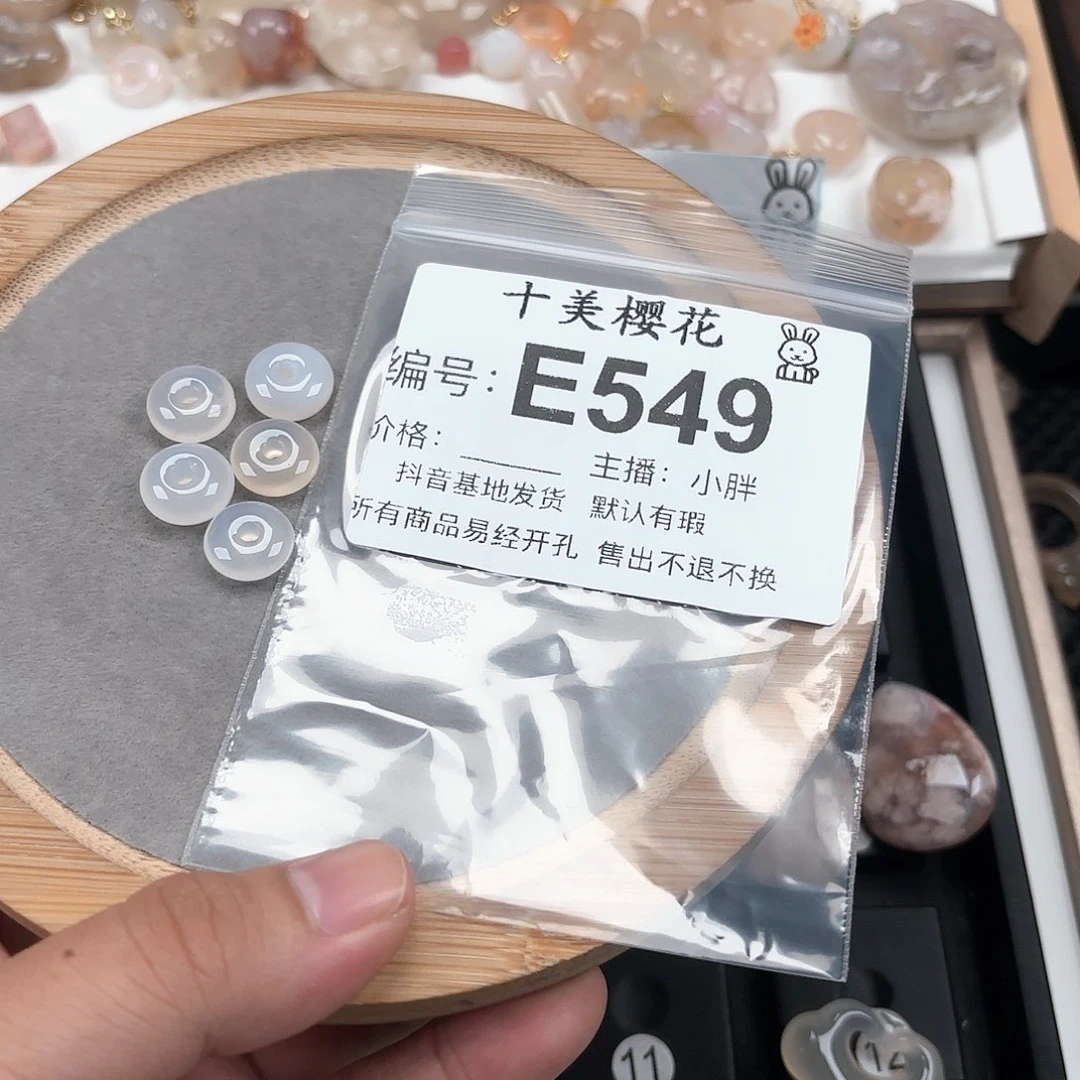 十美樱花
编号：E549
价格：______ 主播：小胖
抖音基地发货 默认有瑕
所有商品易经开孔 售出不退不换
11
12